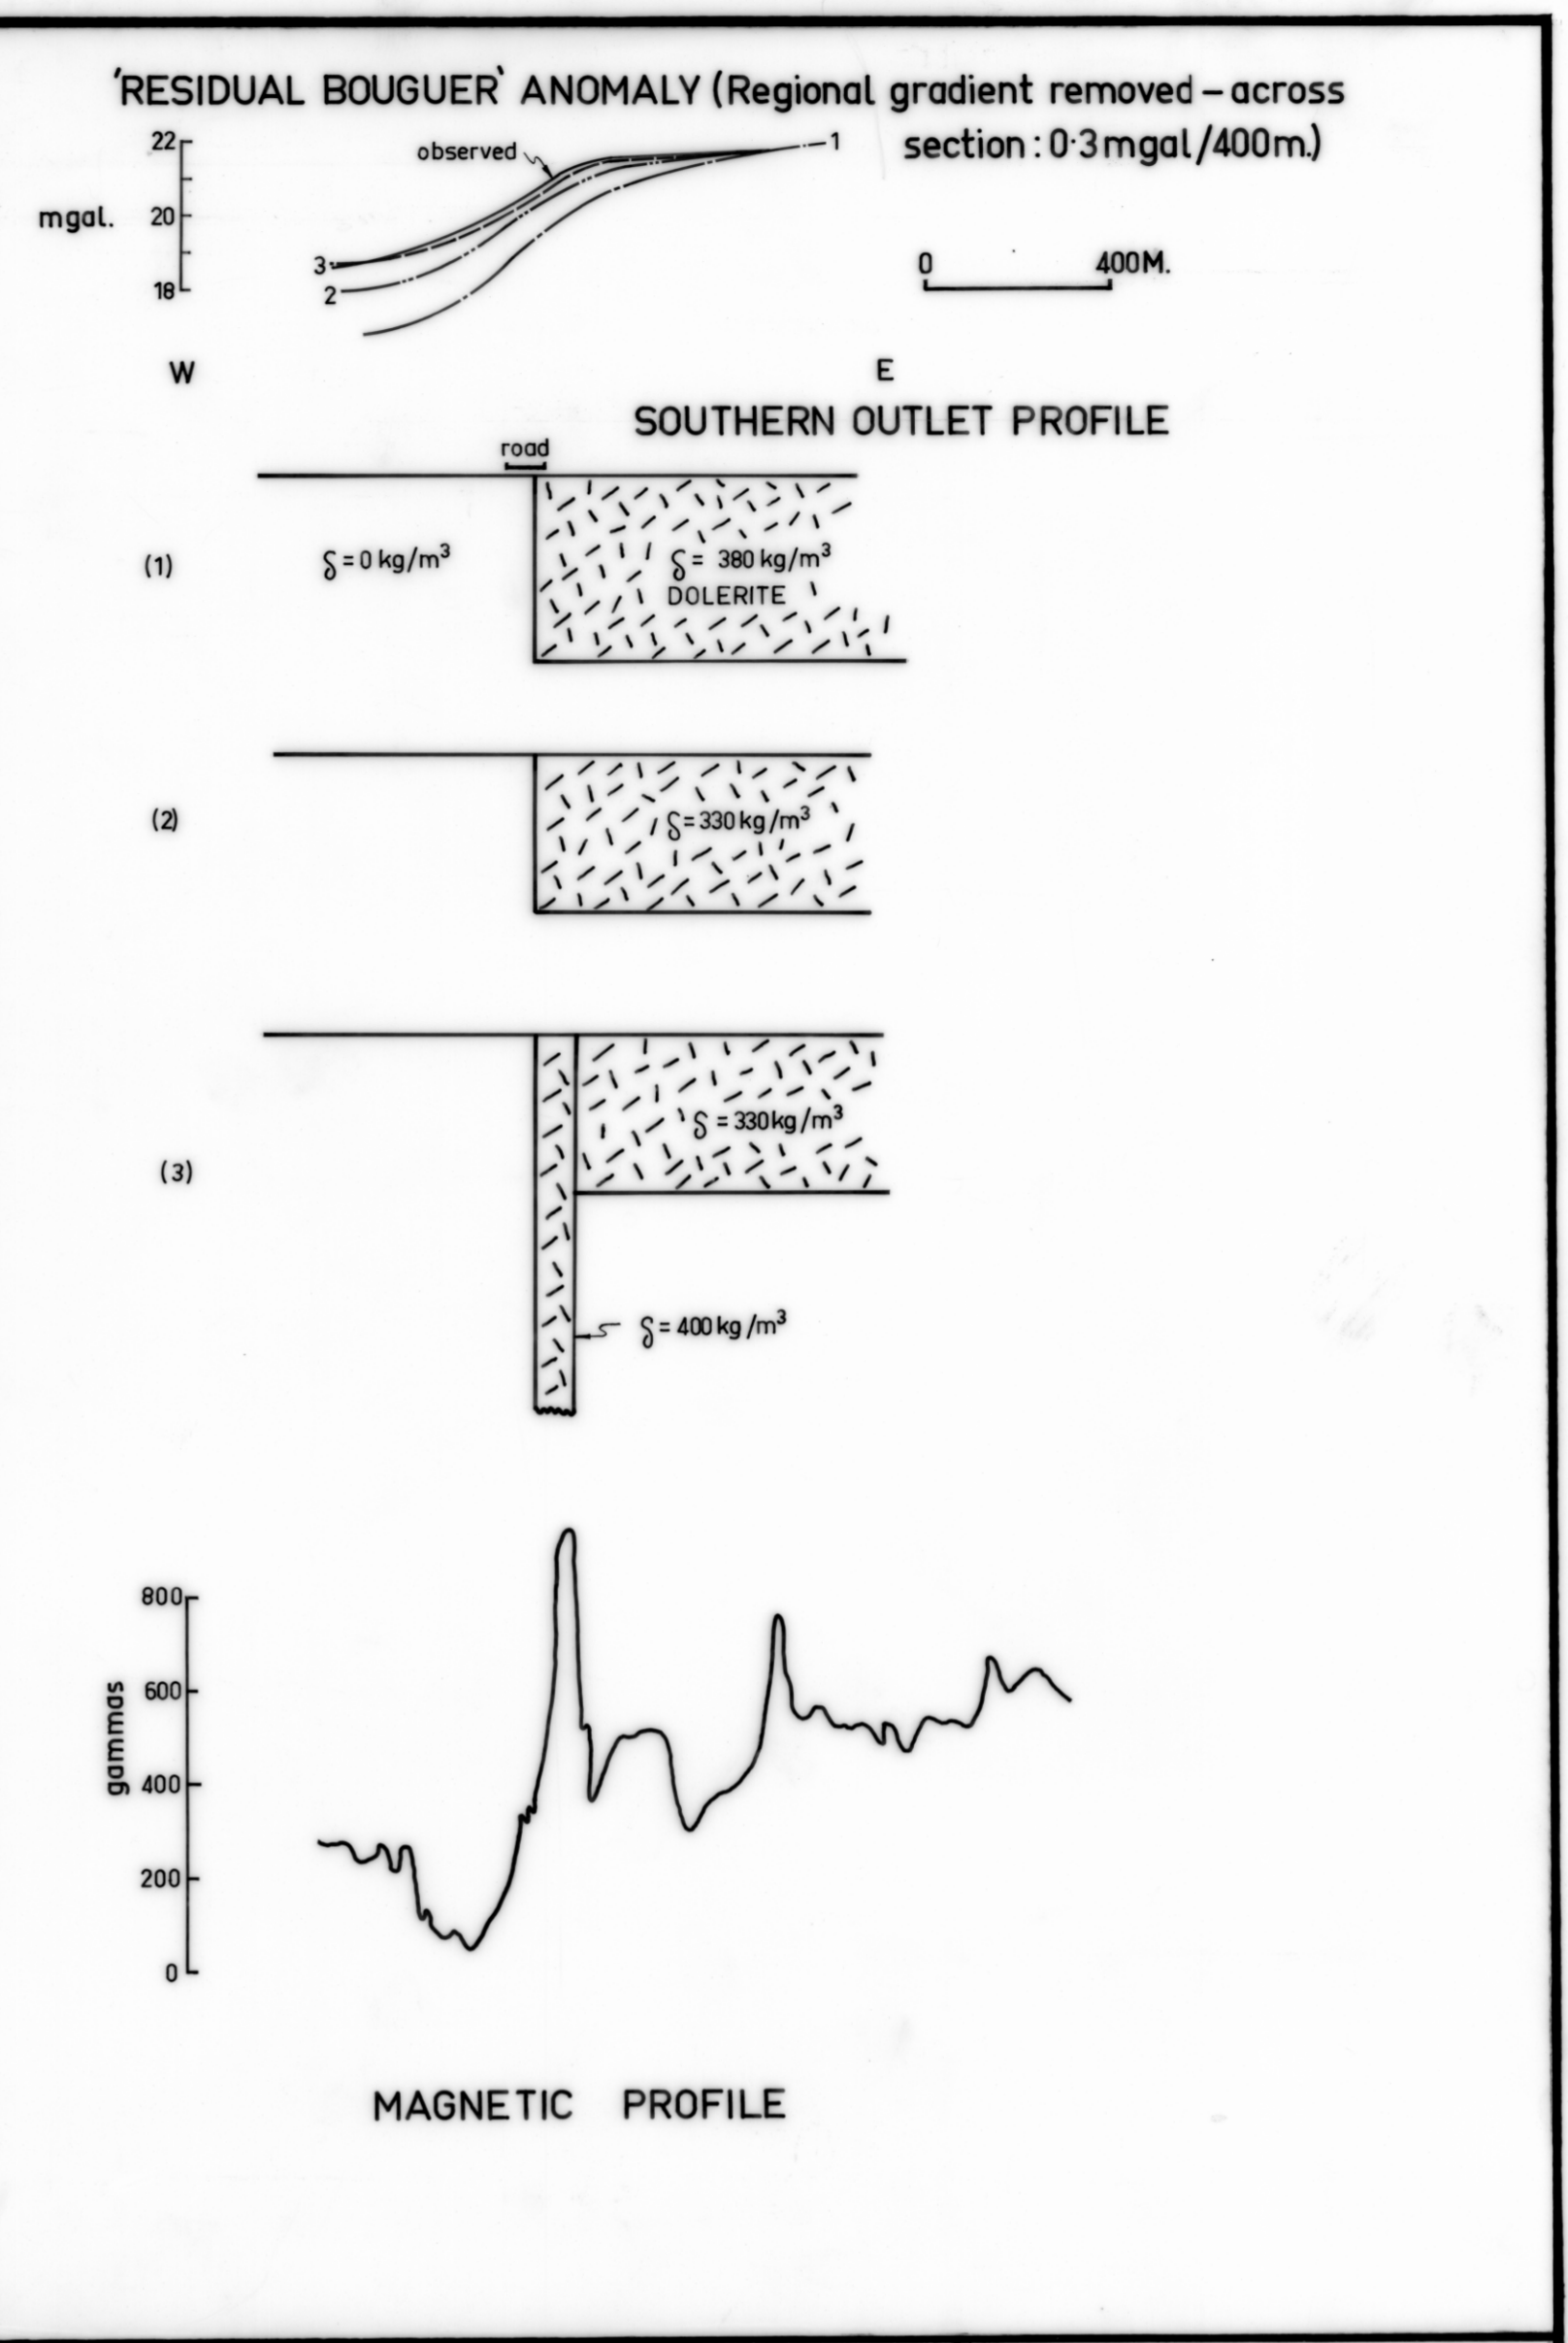 'RESIDUAL BOUGUER' ANOMALY (Regional gradient removed – across
section : 0·3 mgal/400m.)
22
observed
1
mgal.
20
0
400M.
3
18
2
W
E
SOUTHERN OUTLET PROFILE
road
(1)
δ = 0 kg/m³
δ = 380 kg/m³
DOLERITE
(2)
δ = 330 kg/m³
(3)
δ = 330 kg/m³
δ = 400 kg/m³
800
600
gammas
400
200
0
MAGNETIC PROFILE